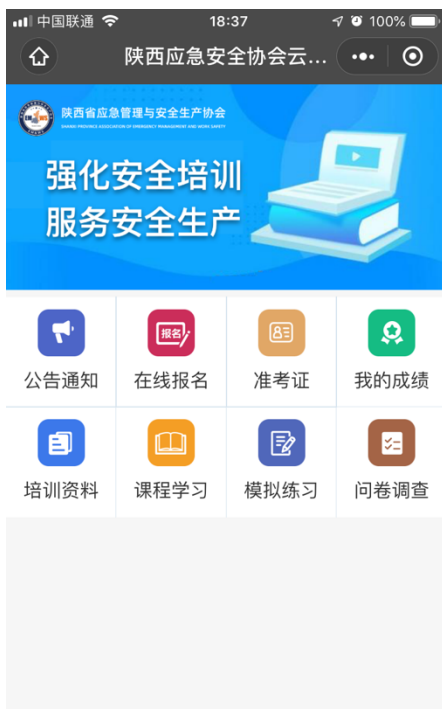 中国联通 18:37 100%
陕西应急安全协会云...
陕西省应急管理与安全生产协会
强化安全培训
服务安全生产
报名
公告通知 在线报名 准考证 我的成绩
培训资料 课程学习 模拟练习 问卷调查